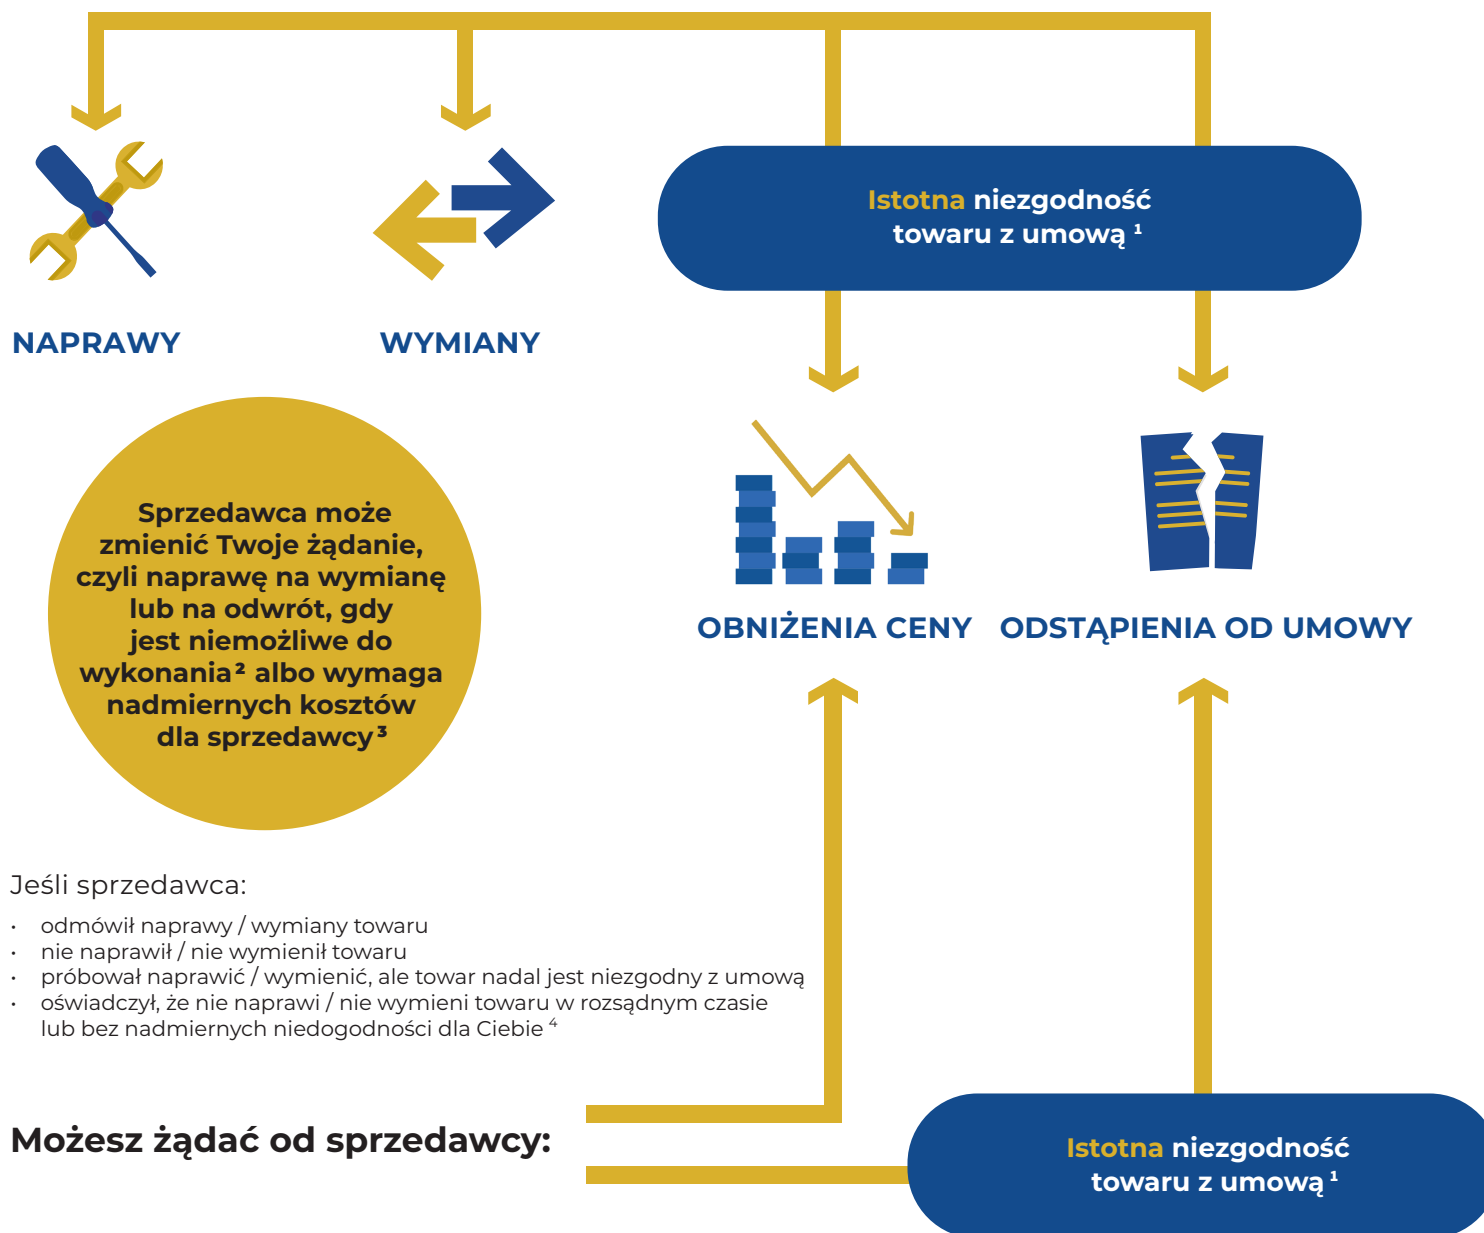 Istotna niezgodność
towaru z umową ¹
NAPRAWY
WYMIANY
Sprzedawca może
zmienić Twoje żądanie,
czyli naprawę na wymianę
lub na odwrót, gdy
jest niemożliwe do
wykonania² albo wymaga
nadmiernych kosztów
dla sprzedawcy³
OBNIŻENIA CENY
ODSTĄPIENIA OD UMOWY
Jeśli sprzedawca:
• odmówił naprawy / wymiany towaru
• nie naprawił / nie wymienił towaru
• próbował naprawić / wymienić, ale towar nadal jest niezgodny z umową
• oświadczył, że nie naprawi / nie wymieni towaru w rozsądnym czasie
lub bez nadmiernych niedogodności dla Ciebie ⁴
Możesz żądać od sprzedawcy:
Istotna niezgodność
towaru z umową ¹